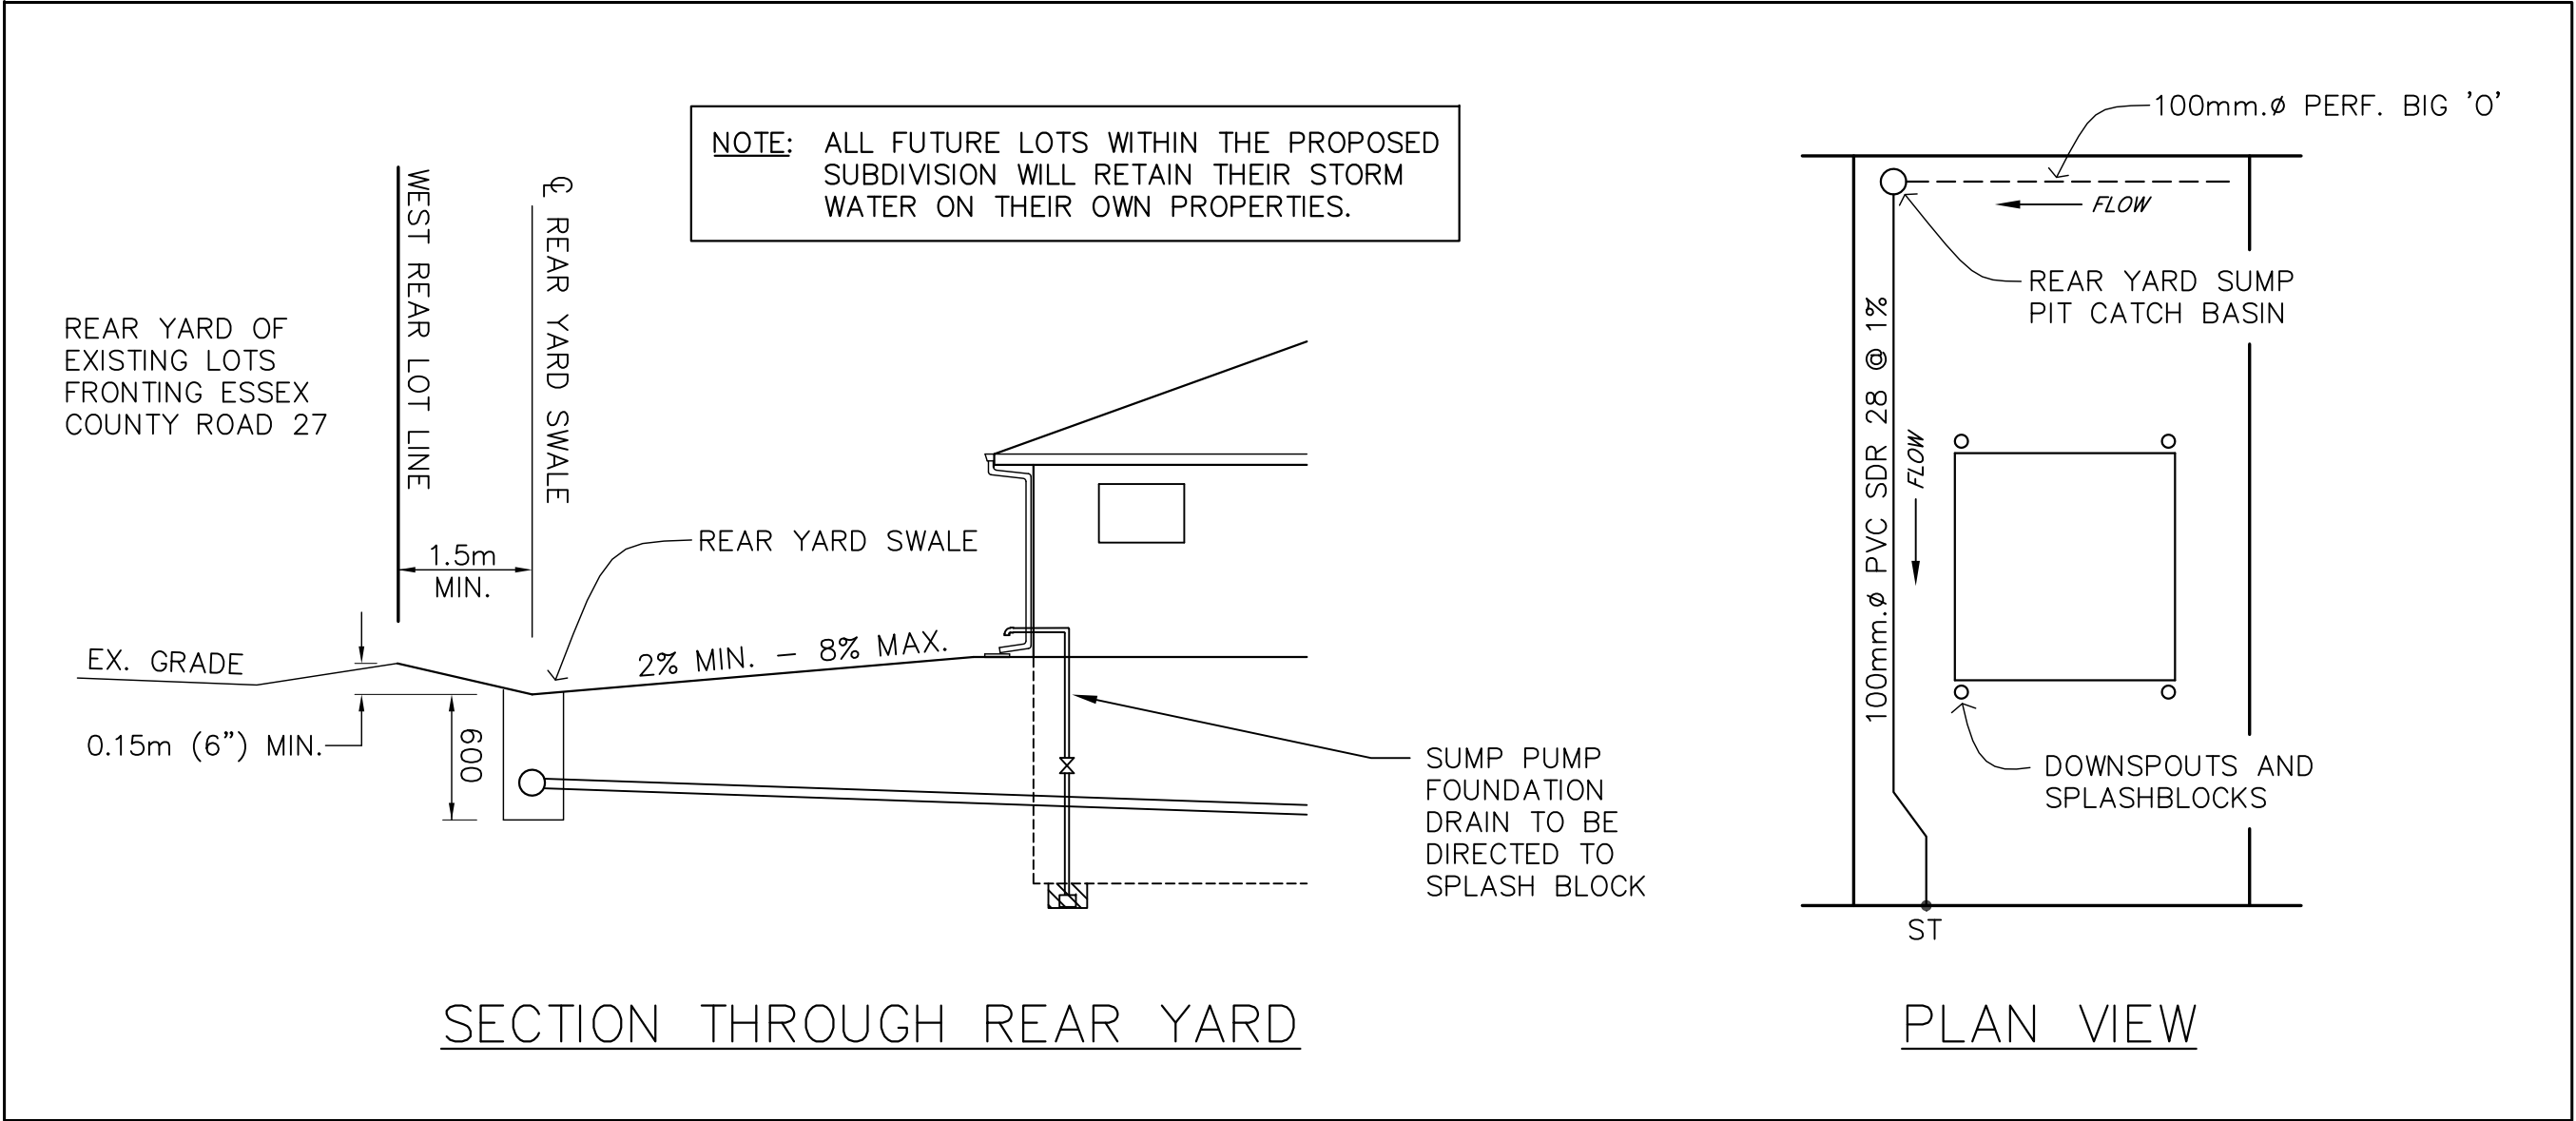 NOTE: ALL FUTURE LOTS WITHIN THE PROPOSED
SUBDIVISION WILL RETAIN THEIR STORM
WATER ON THEIR OWN PROPERTIES.
REAR YARD OF
EXISTING LOTS
FRONTING ESSEX
COUNTY ROAD 27
WEST REAR LOT LINE
℄ REAR YARD SWALE
1.5m
MIN.
REAR YARD SWALE
EX. GRADE
2% MIN. - 8% MAX.
0.15m (6") MIN.
600
SUMP PUMP
FOUNDATION
DRAIN TO BE
DIRECTED TO
SPLASH BLOCK
SECTION THROUGH REAR YARD
100mm.ø PERF. BIG 'O'
FLOW
REAR YARD SUMP
PIT CATCH BASIN
100mm.ø PVC SDR 28 @ 1%
FLOW
DOWNSPOUTS AND
SPLASHBLOCKS
ST
PLAN VIEW